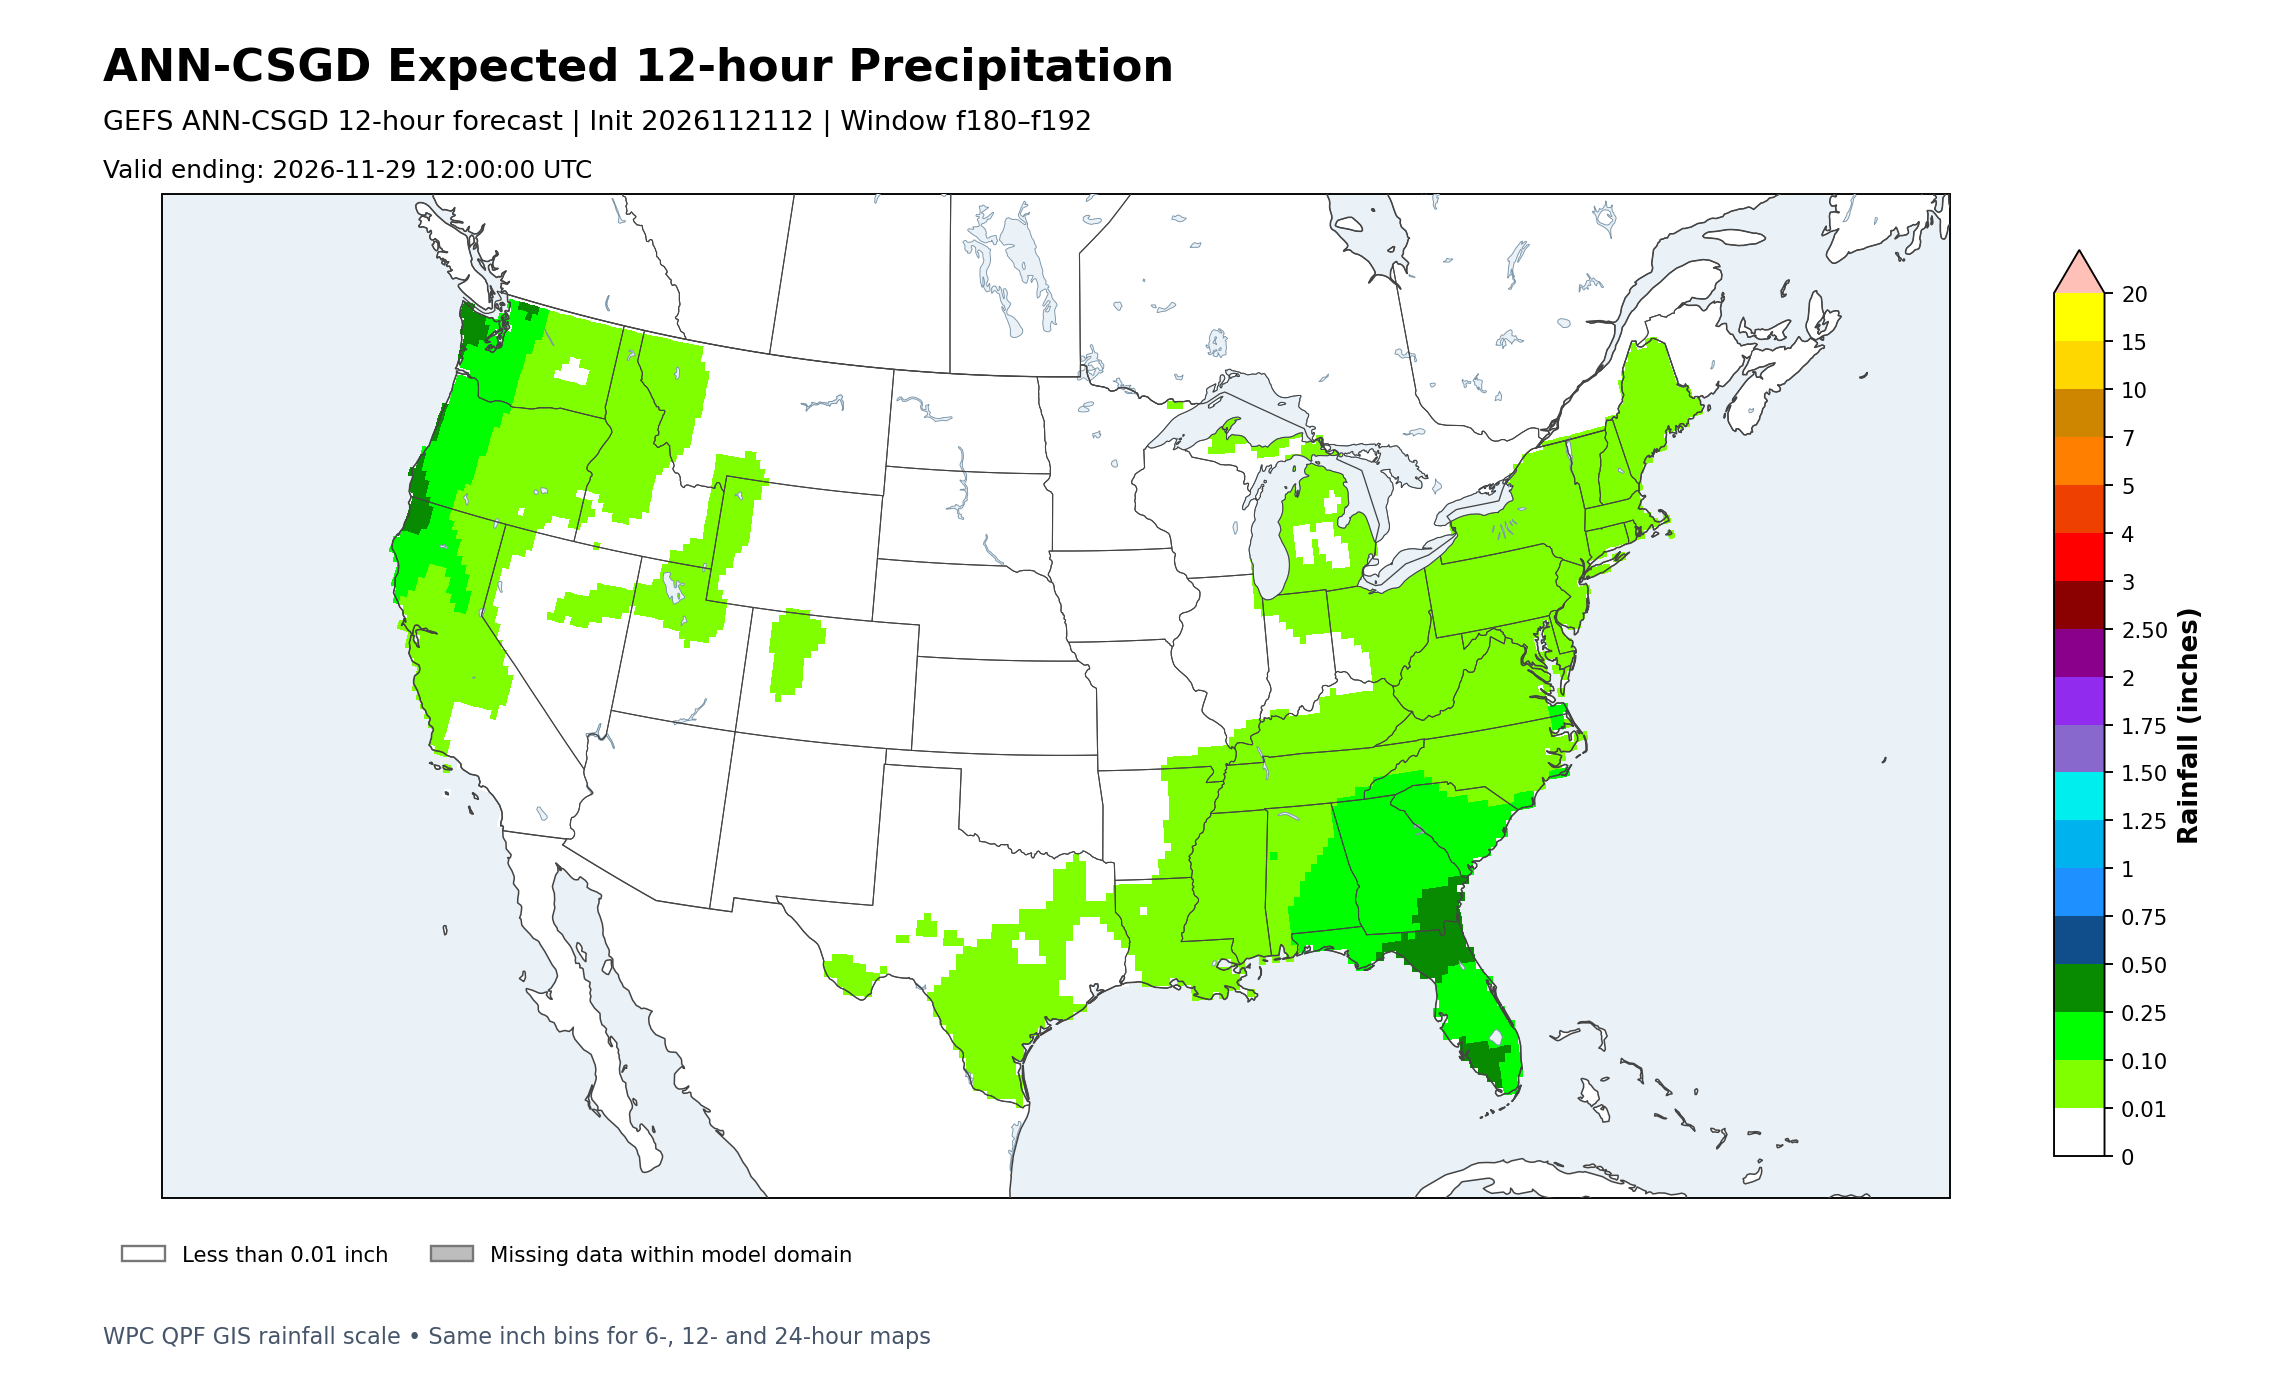 ANN-CSGD Expected 12-hour Precipitation
GEFS ANN-CSGD 12-hour forecast | Init 2026112112 | Window f180–f192
Valid ending: 2026-11-29 12:00:00 UTC
20
15
10
7
5
4
3
2.50
2
1.75
1.50
1.25
1
0.75
0.50
0.25
0.10
0.01
0
Rainfall (inches)
Less than 0.01 inch
Missing data within model domain
WPC QPF GIS rainfall scale • Same inch bins for 6-, 12- and 24-hour maps